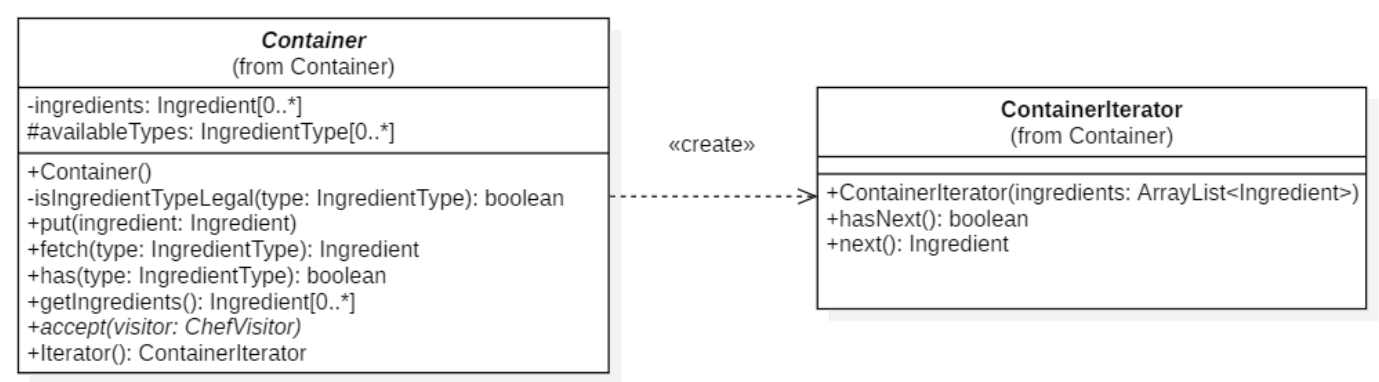 Container
(from Container)
-ingredients: Ingredient[0..*]
#availableTypes: IngredientType[0..*]
+Container()
-isIngredientTypeLegal(type: IngredientType): boolean
+put(ingredient: Ingredient)
+fetch(type: IngredientType): Ingredient
+has(type: IngredientType): boolean
+getIngredients(): Ingredient[0..*]
+accept(visitor: ChefVisitor)
+Iterator(): ContainerIterator
«create»
ContainerIterator
(from Container)
+ContainerIterator(ingredients: ArrayList<Ingredient>)
+hasNext(): boolean
+next(): Ingredient